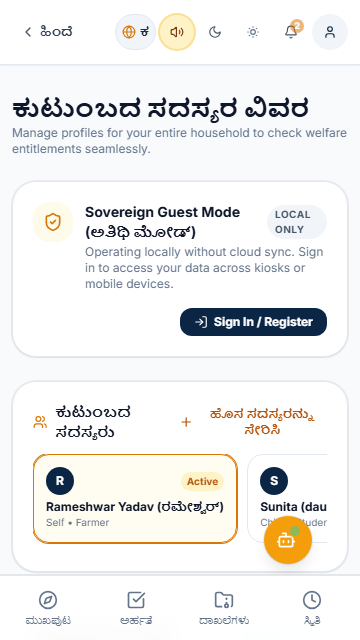 ಹಿಂದೆ
ಕ
2
ಕುಟುಂಬದ ಸದಸ್ಯರ ವಿವರ
Manage profiles for your entire household to check welfare
entitlements seamlessly.
Sovereign Guest Mode
(ಅತಿಥಿ ಮೋಡ್)
LOCAL
ONLY
Operating locally without cloud sync. Sign
in to access your data across kiosks or
mobile devices.
Sign In / Register
ಕುಟುಂಬದ
ಸದಸ್ಯರು
ಹೊಸ ಸದಸ್ಯರನ್ನು
ಸೇರಿಸಿ
R
Active
Rameshwar Yadav (ರಮೇಶ್ವರ್)
Self • Farmer
S
Sunita (dau
ಮುಖಪುಟ
ಅರ್ಹತೆ
ದಾಖಲೆಗಳು
ಸ್ಥಿತಿ